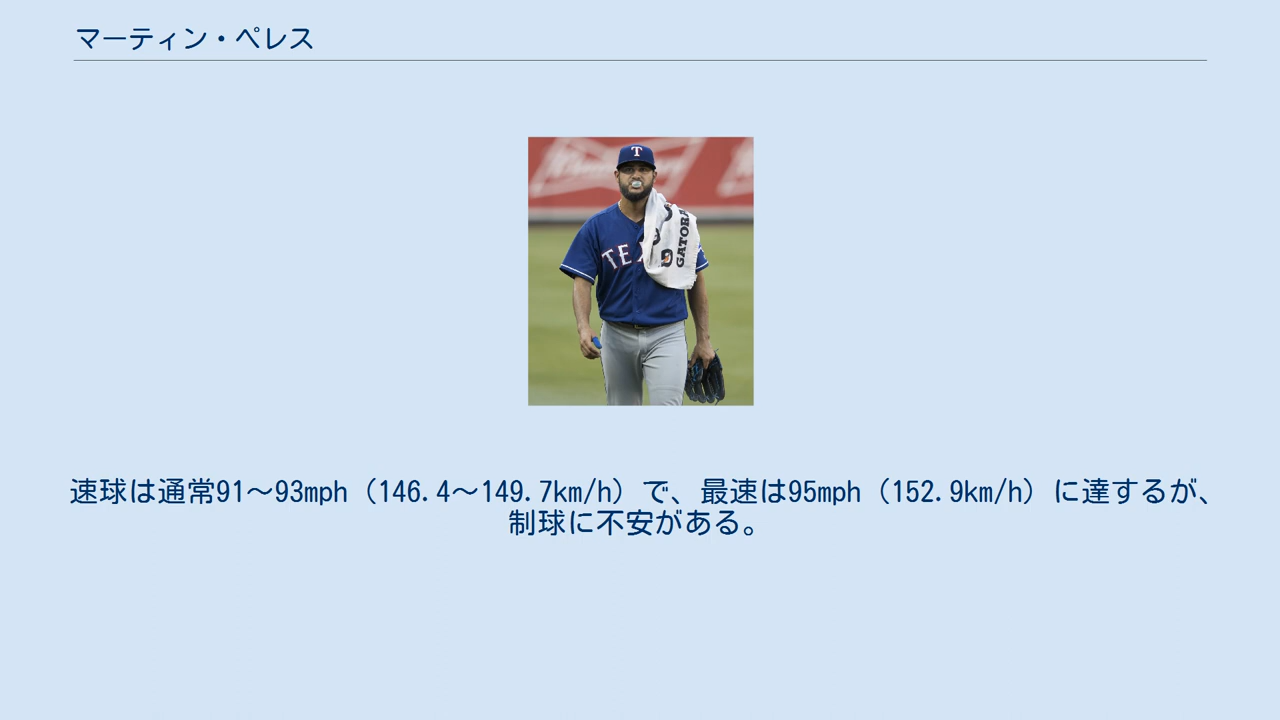 マーティン・ペレス
T
TE
GATOR
速球は通常91〜93mph（146.4〜149.7km/h）で、最速は95mph（152.9km/h）に達するが、
制球に不安がある。